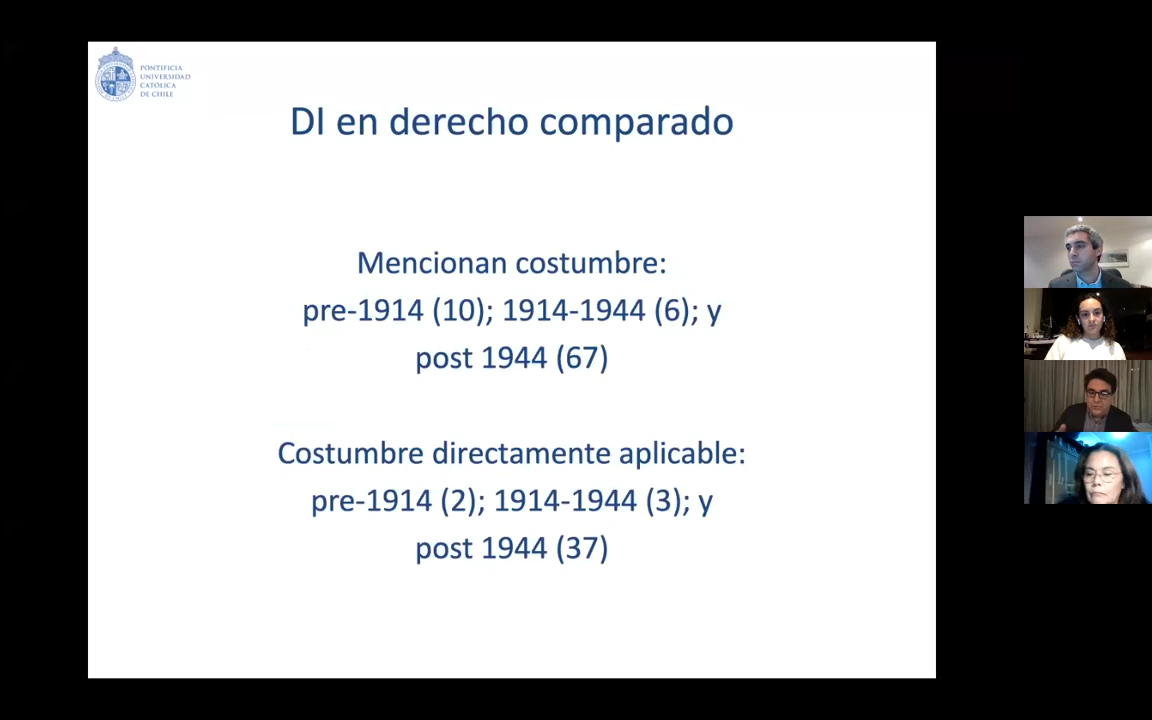 PONTIFICIA
UNIVERSIDAD
CATÓLICA
DE CHILE
DI en derecho comparado
Mencionan costumbre:
pre-1914 (10); 1914-1944 (6); y
post 1944 (67)
Costumbre directamente aplicable:
pre-1914 (2); 1914-1944 (3); y
post 1944 (37)